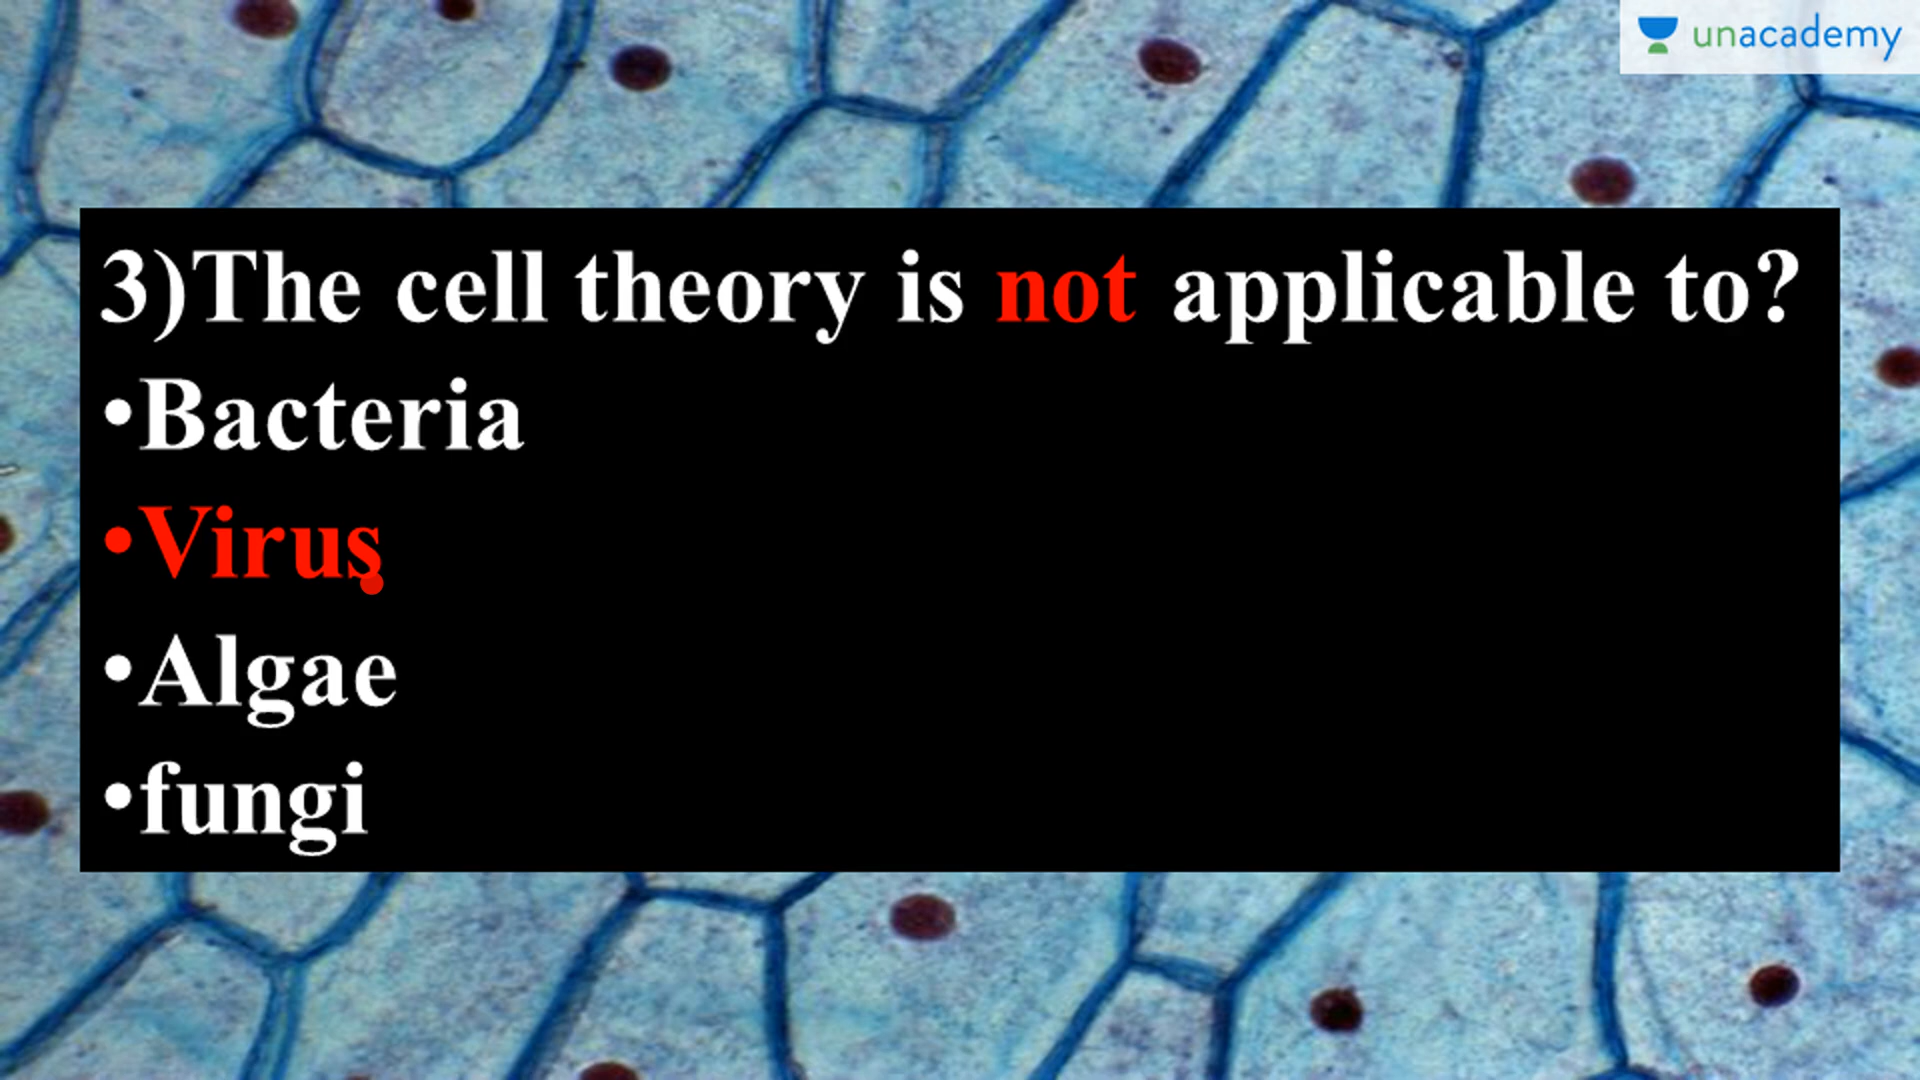 unacademy
3)The cell theory is not applicable to?
•Bacteria
•Virus
•Algae
•fungi